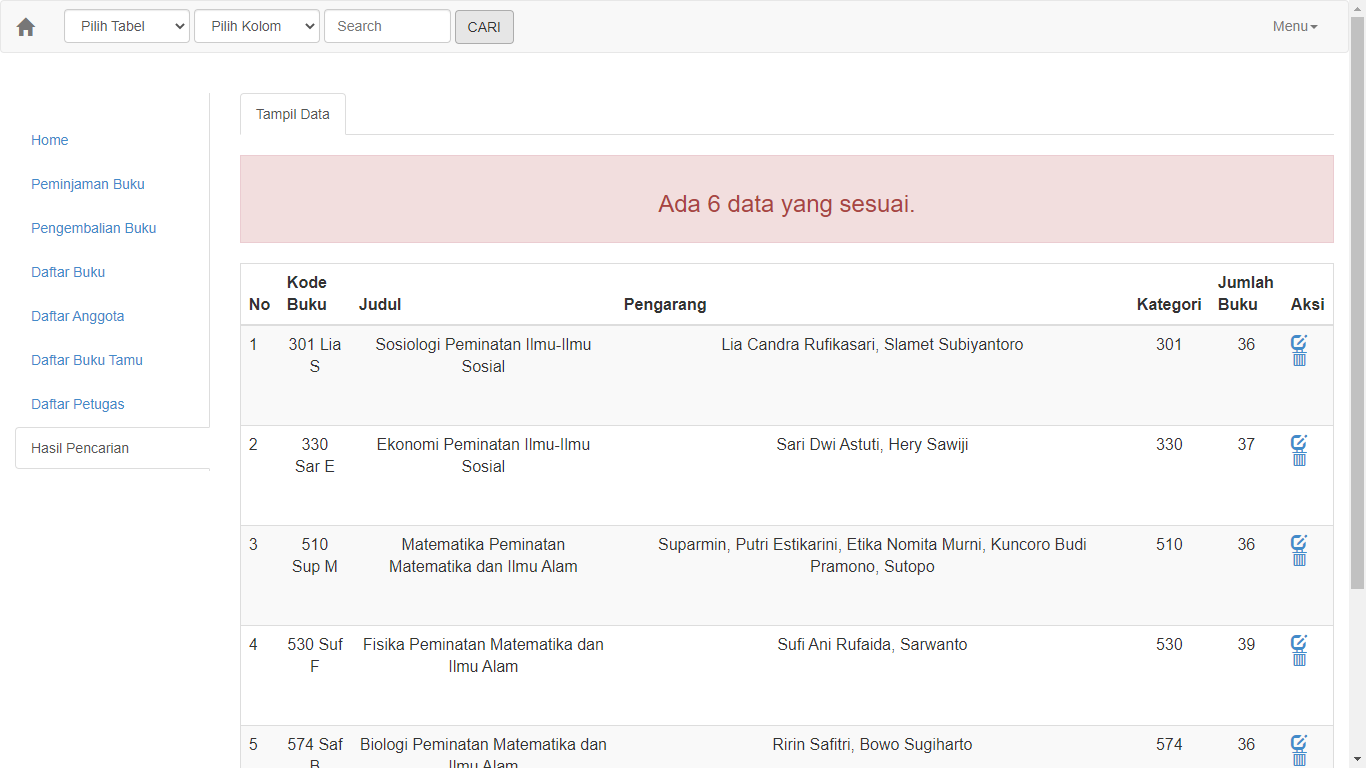 Pilih Tabel Pilih Kolom Search CARI Menu
Tampil Data
Home
Peminjaman Buku
Pengembalian Buku
Daftar Buku
Daftar Anggota
Daftar Buku Tamu
Daftar Petugas
Hasil Pencarian
Ada 6 data yang sesuai.
No Kode Buku Judul Pengarang Kategori Jumlah Buku Aksi
1 301 Lia Sosiologi Peminatan Ilmu-Ilmu Lia Candra Rufikasari, Slamet Subiyantoro 301 36
S Sosial
2 330 Ekonomi Peminatan Ilmu-Ilmu Sari Dwi Astuti, Hery Sawiji 330 37
Sar E Sosial
3 510 Matematika Peminatan Suparmin, Putri Estikarini, Etika Nomita Murni, Kuncoro Budi 510 36
Sup M Matematika dan Ilmu Alam Pramono, Sutopo
4 530 Suf Fisika Peminatan Matematika dan Sufi Ani Rufaida, Sarwanto 530 39
F Ilmu Alam
5 574 Saf Biologi Peminatan Matematika dan Ririn Safitri, Bowo Sugiharto 574 36
B Ilmu Alam